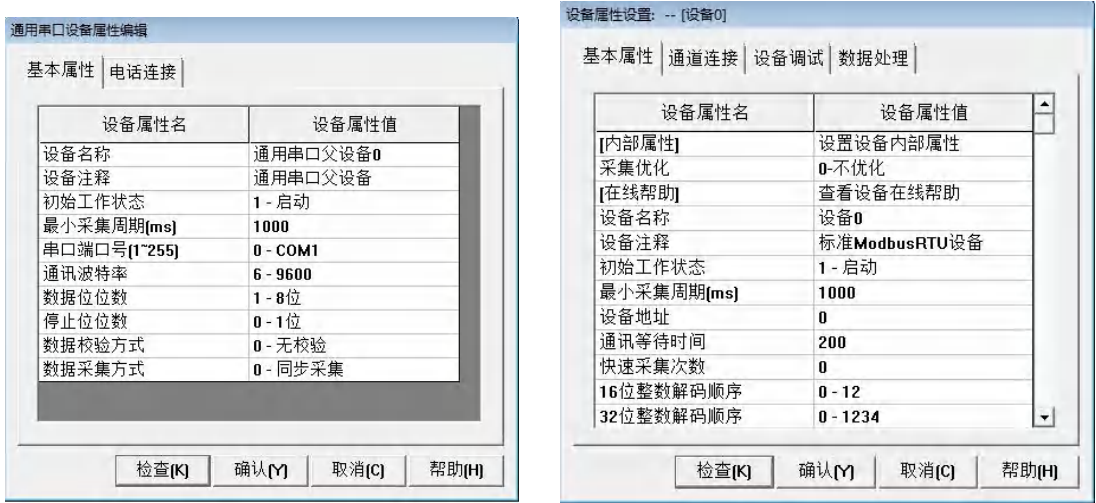 通用串口设备属性编辑
基本属性 电话连接
设备属性名 设备属性值
设备名称 通用串口父设备0
设备注释 通用串口父设备
初始工作状态 1 - 启动
最小采集周期(ms) 1000
串口端口号(1~255) 0 - COM1
通讯波特率 6 - 9600
数据位位数 1 - 8位
停止位位数 0 - 1位
数据校验方式 0 - 无校验
数据采集方式 0 - 同步采集
检查(K) 确认(Y) 取消(C) 帮助(H)
设备属性设置: -- [设备0]
基本属性 通道连接 设备调试 数据处理
设备属性名 设备属性值
[内部属性] 设置设备内部属性
采集优化 0-不优化
[在线帮助] 查看设备在线帮助
设备名称 设备0
设备注释 标准ModbusRTU设备
初始工作状态 1 - 启动
最小采集周期(ms) 1000
设备地址 0
通讯等待时间 200
快速采集次数 0
16位整数解码顺序 0 - 12
32位整数解码顺序 0 - 1234
检查(K) 确认(Y) 取消(C) 帮助(H)